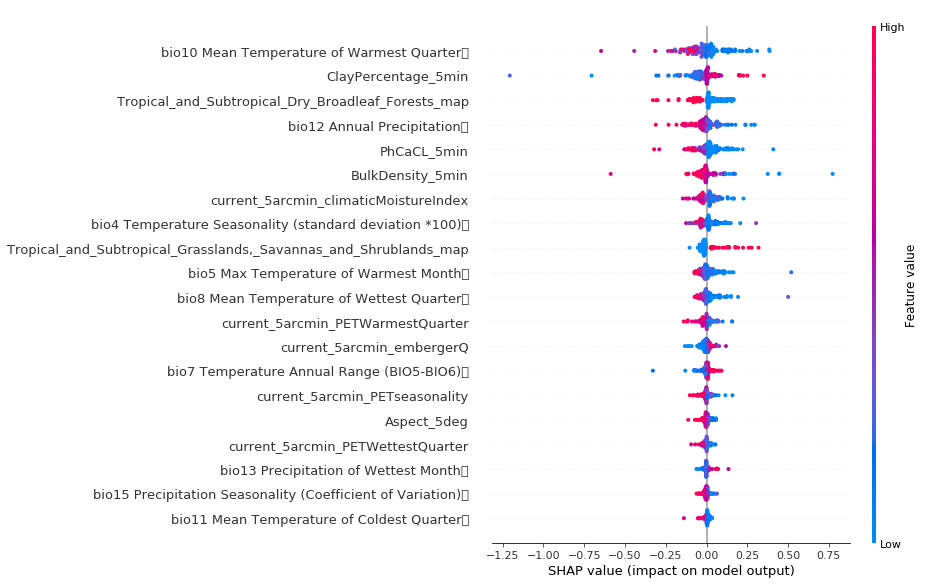 High
bio10 Mean Temperature of Warmest Quarter
ClayPercentage_5min
Tropical_and_Subtropical_Dry_Broadleaf_Forests_map
bio12 Annual Precipitation
PhCaCL_5min
BulkDensity_5min
current_5arcmin_climaticMoistureIndex
bio4 Temperature Seasonality (standard deviation *100)
Tropical_and_Subtropical_Grasslands,_Savannas_and_Shrublands_map
bio5 Max Temperature of Warmest Month
bio8 Mean Temperature of Wettest Quarter
current_5arcmin_PETWarmestQuarter
current_5arcmin_embergerQ
bio7 Temperature Annual Range (BIO5-BIO6)
current_5arcmin_PETseasonality
Aspect_5deg
current_5arcmin_PETWettestQuarter
bio13 Precipitation of Wettest Month
bio15 Precipitation Seasonality (Coefficient of Variation)
bio11 Mean Temperature of Coldest Quarter
Feature value
Low
−1.25 −1.00 −0.75 −0.50 −0.25 0.00 0.25 0.50 0.75
SHAP value (impact on model output)